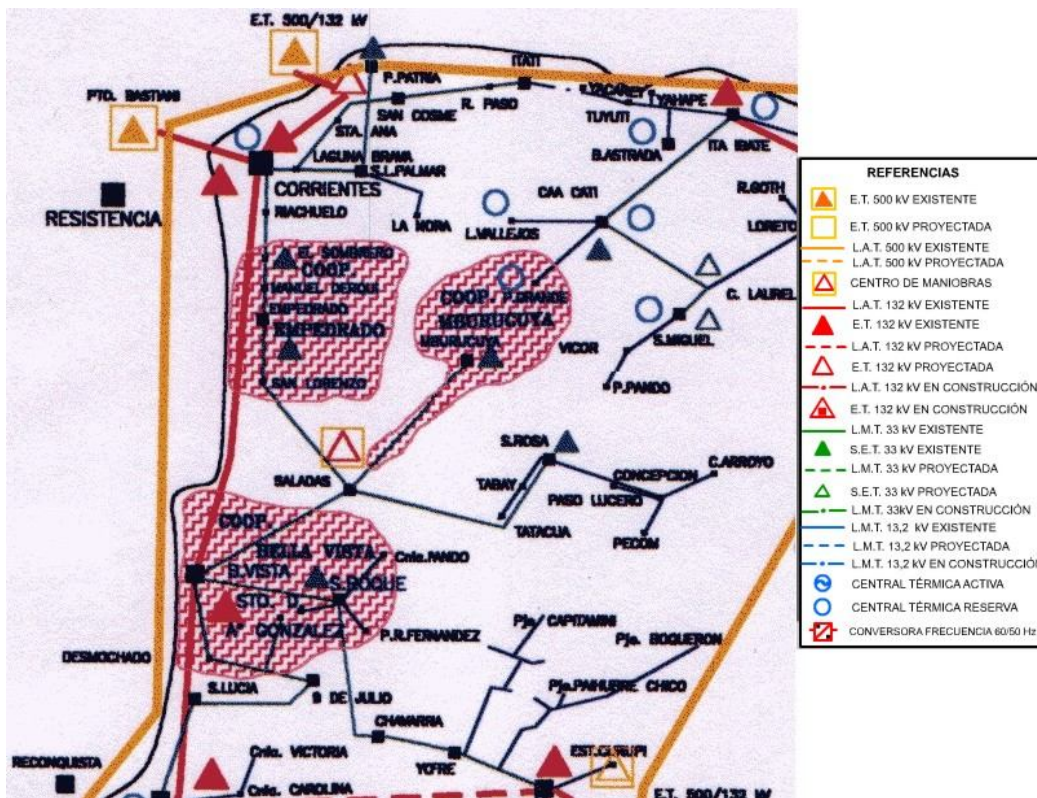 E.T. 500/132 kV
ITATI
P.PATRIA
YACAREY
YAHAPE
PTO. BASTIANI
R. PASO
SAN COSME
TUYUTI
STA. ANA
ITA IBATE
B.ASTRADA
LAGUNA BRAVA
S.L.PALMAR
CORRIENTES
CAA CATI
R.GOTH
RESISTENCIA
RIACHUELO
LA NORA
L.VALLEJOS
LORETO
EL SOMBRERO
COOP.
MANUEL DERQUI
COOP. P.GRANDE
C. LAUREL
EMPEDRADO
EMPEDRADO
MBURUCUYA
MBURUCUYA
VICOR
S.MIGUEL
SAN LORENZO
P.PANDO
S.ROSA
C.ARROYO
CONCEPCION
SALADAS
TABAY
PASO LUCERO
TATACUA
COOP.
PECOM
BELLA VISTA
Cnia.PANDO
B.VISTA
S.ROQUE
STO. D.
A. GONZALEZ
P.R.FERNANDEZ
Pje. CAPITAMINI
Pje. BOQUERON
DESMOCHADO
S.LUCIA
9 DE JULIO
Pje.PAIHUBRE CHICO
CHAVARRIA
Cnia. VICTORIA
YOFRE
EST.CURUPI
RECONQUISTA
Cnia. CAROLINA
E.T. 500/132 kV
REFERENCIAS
E.T. 500 kV EXISTENTE
E.T. 500 kV PROYECTADA
L.A.T. 500 kV EXISTENTE
L.A.T. 500 kV PROYECTADA
CENTRO DE MANIOBRAS
L.A.T. 132 kV EXISTENTE
E.T. 132 kV EXISTENTE
L.A.T. 132 kV PROYECTADA
E.T. 132 kV PROYECTADA
L.A.T. 132 kV EN CONSTRUCCIÓN
E.T. 132 kV EN CONSTRUCCIÓN
L.M.T. 33 kV EXISTENTE
S.E.T. 33 kV EXISTENTE
L.M.T. 33 kV PROYECTADA
S.E.T. 33 kV PROYECTADA
L.M.T. 33kV EN CONSTRUCCIÓN
L.M.T. 13,2 kV EXISTENTE
L.M.T. 13,2 kV PROYECTADA
L.M.T. 13,2 kV EN CONSTRUCCIÓN
CENTRAL TÉRMICA ACTIVA
CENTRAL TÉRMICA RESERVA
CONVERSORA FRECUENCIA 60/50 Hz